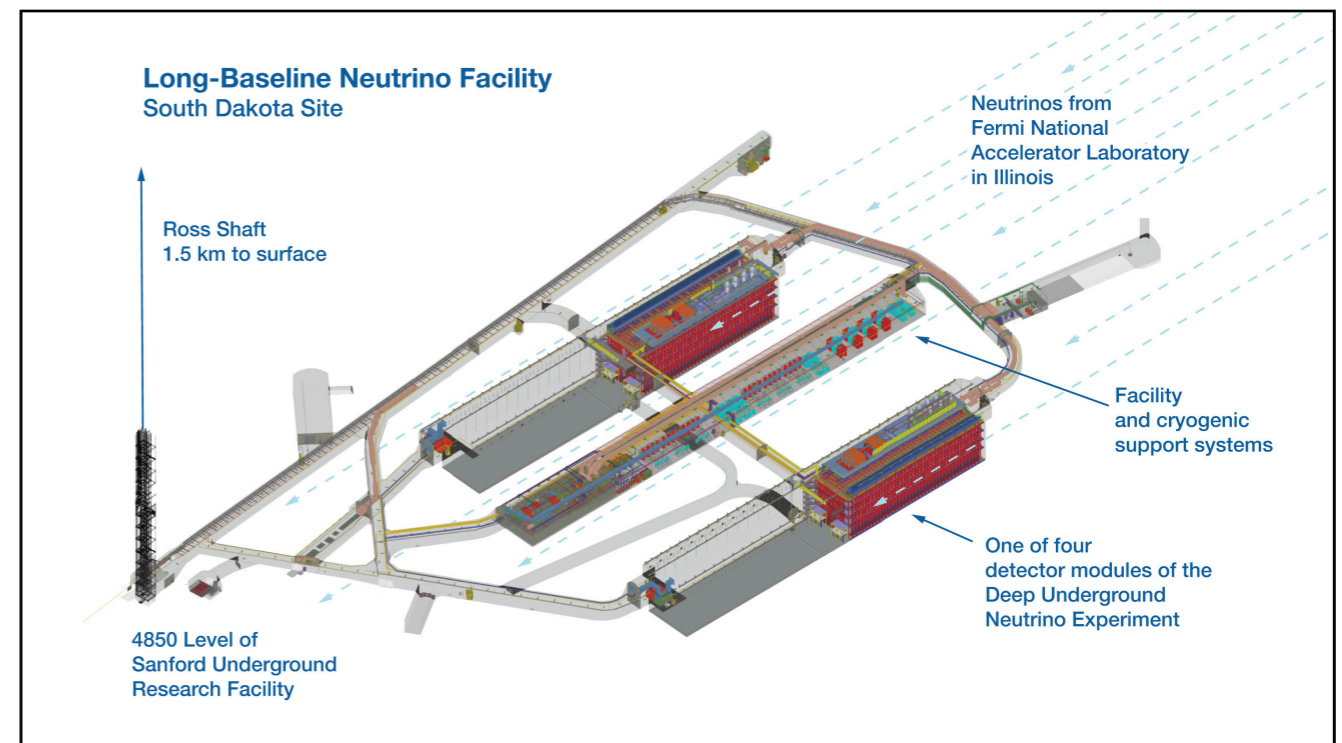 Long-Baseline Neutrino Facility
South Dakota Site
Neutrinos from
Fermi National
Accelerator Laboratory
in Illinois
Ross Shaft
1.5 km to surface
Facility
and cryogenic
support systems
One of four
detector modules of the
Deep Underground
Neutrino Experiment
4850 Level of
Sanford Underground
Research Facility